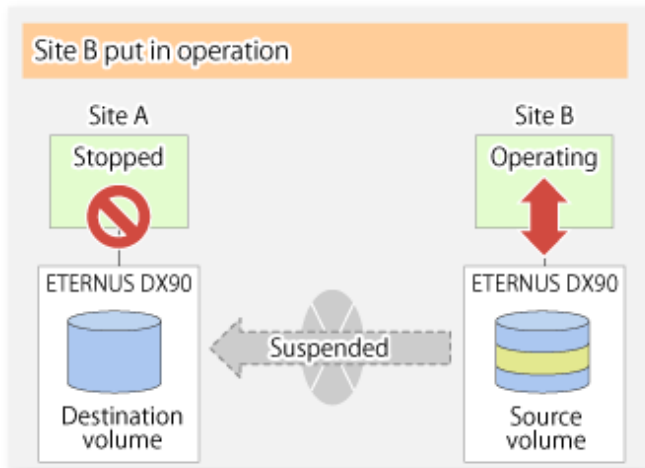 Site B put in operation
Site A
Site B
Stopped
Operating
ETERNUS DX90
ETERNUS DX90
Suspended
Destination
volume
Source
volume